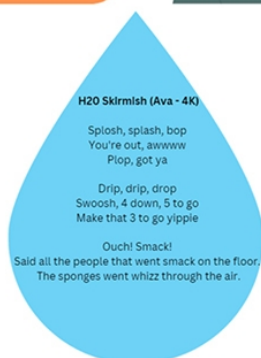 H20 Skirmish (Ava - 4K)
Splosh, splash, bop
You're out, awwww
Plop, got ya
Drip, drip, drop
Swoosh, 4 down, 5 to go
Make that 3 to go yippie
Ouch! Smack!
Said all the people that went smack on the floor.
The sponges went whizz through the air.